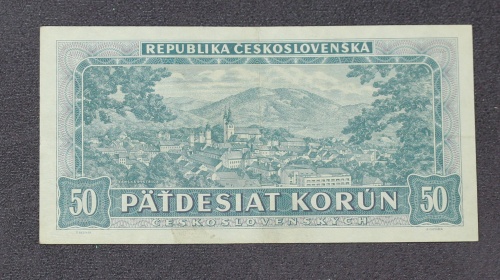 REPUBLIKA ČESKOSLOVENSKÁ
50 PÄŤDESIAT KORÚN 50
ČESKOSLOVENSKÝCH